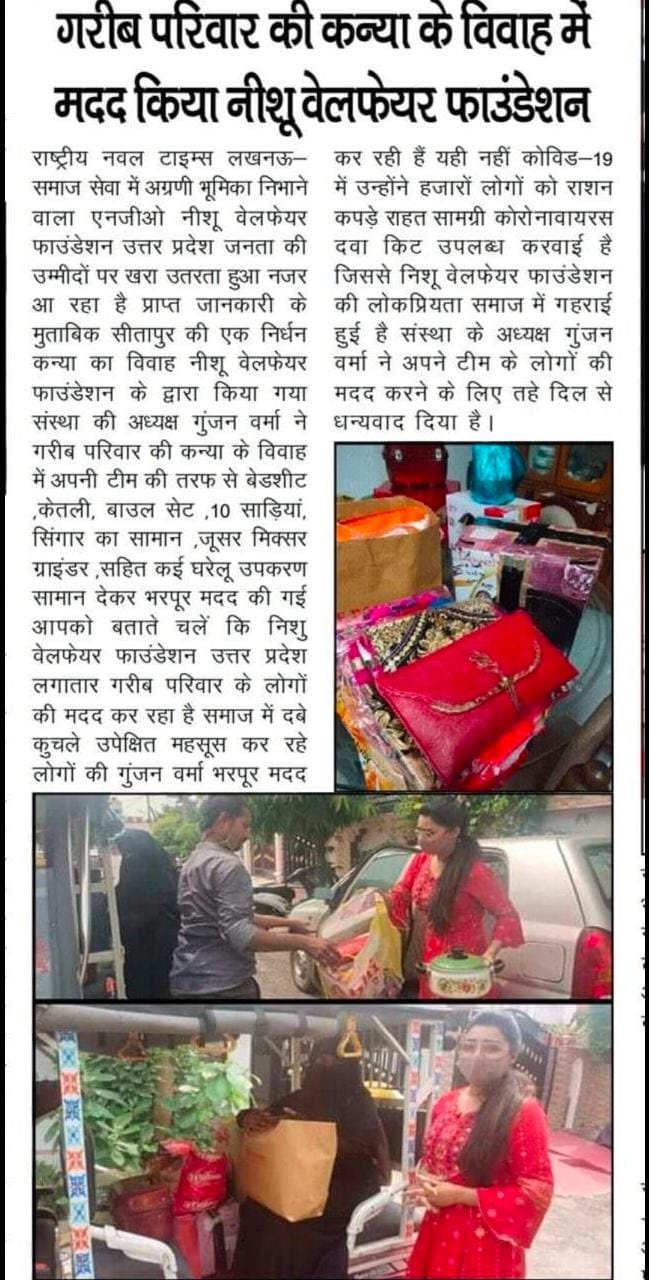 गरीब परिवार की कन्या के विवाह में
मदद किया नीशू वेलफेयर फाउंडेशन
राष्ट्रीय नवल टाइम्स लखनऊ–
समाज सेवा में अग्रणी भूमिका निभाने
वाला एनजीओ नीशू वेलफेयर
फाउंडेशन उत्तर प्रदेश जनता की
उम्मीदों पर खरा उतरता हुआ नजर
आ रहा है प्राप्त जानकारी के
मुताबिक सीतापुर की एक निर्धन
कन्या का विवाह नीशू वेलफेयर
फाउंडेशन के द्वारा किया गया
संस्था की अध्यक्ष गुंजन वर्मा ने
गरीब परिवार की कन्या के विवाह
में अपनी टीम की तरफ से बेडशीट
,केतली, बाउल सेट ,10 साड़ियां,
सिंगार का सामान ,जूसर मिक्सर
ग्राइंडर ,सहित कई घरेलू उपकरण
सामान देकर भरपूर मदद की गई
आपको बताते चलें कि निशु
वेलफेयर फाउंडेशन उत्तर प्रदेश
लगातार गरीब परिवार के लोगों
की मदद कर रहा है समाज में दबे
कुचले उपेक्षित महसूस कर रहे
लोगों की गुंजन वर्मा भरपूर मदद
कर रही हैं यही नहीं कोविड–19
में उन्होंने हजारों लोगों को राशन
कपड़े राहत सामग्री कोरोनावायरस
दवा किट उपलब्ध करवाई है
जिससे निशू वेलफेयर फाउंडेशन
की लोकप्रियता समाज में गहराई
हुई है संस्था के अध्यक्ष गुंजन
वर्मा ने अपने टीम के लोगों की
मदद करने के लिए तहे दिल से
धन्यवाद दिया है।